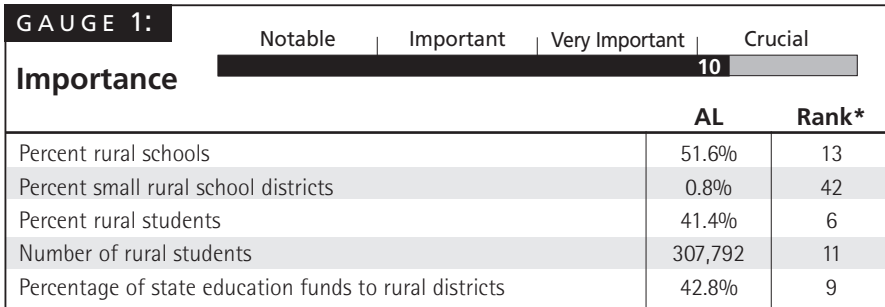 GAUGE 1:
Notable Important Very Important Crucial
Importance
10
AL Rank*
Percent rural schools 51.6% 13
Percent small rural school districts 0.8% 42
Percent rural students 41.4% 6
Number of rural students 307,792 11
Percentage of state education funds to rural districts 42.8% 9